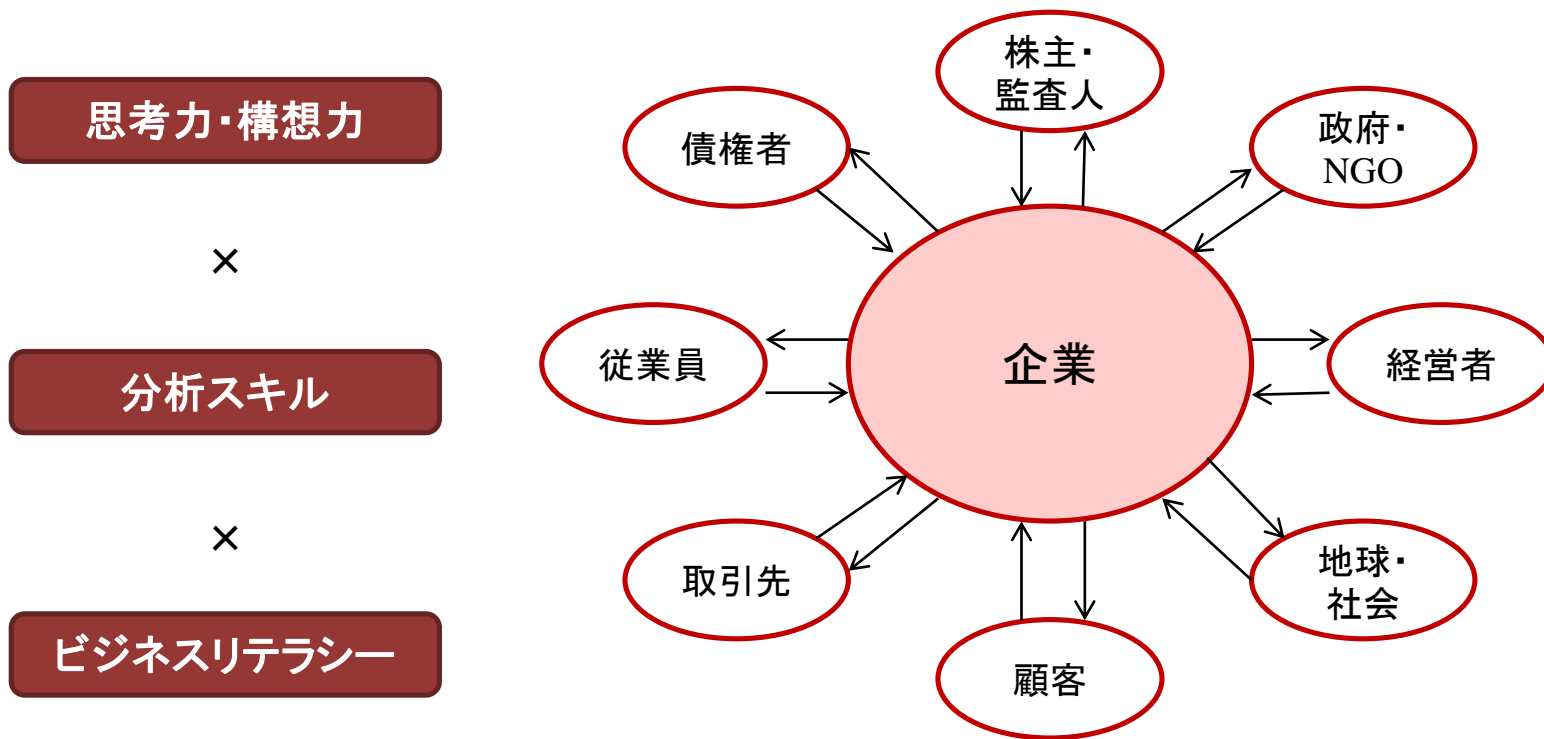 思考力・構想力
×
分析スキル
×
ビジネスリテラシー
株主・
監査人
債権者
政府・
NGO
従業員
企業
経営者
取引先
地球・
社会
顧客